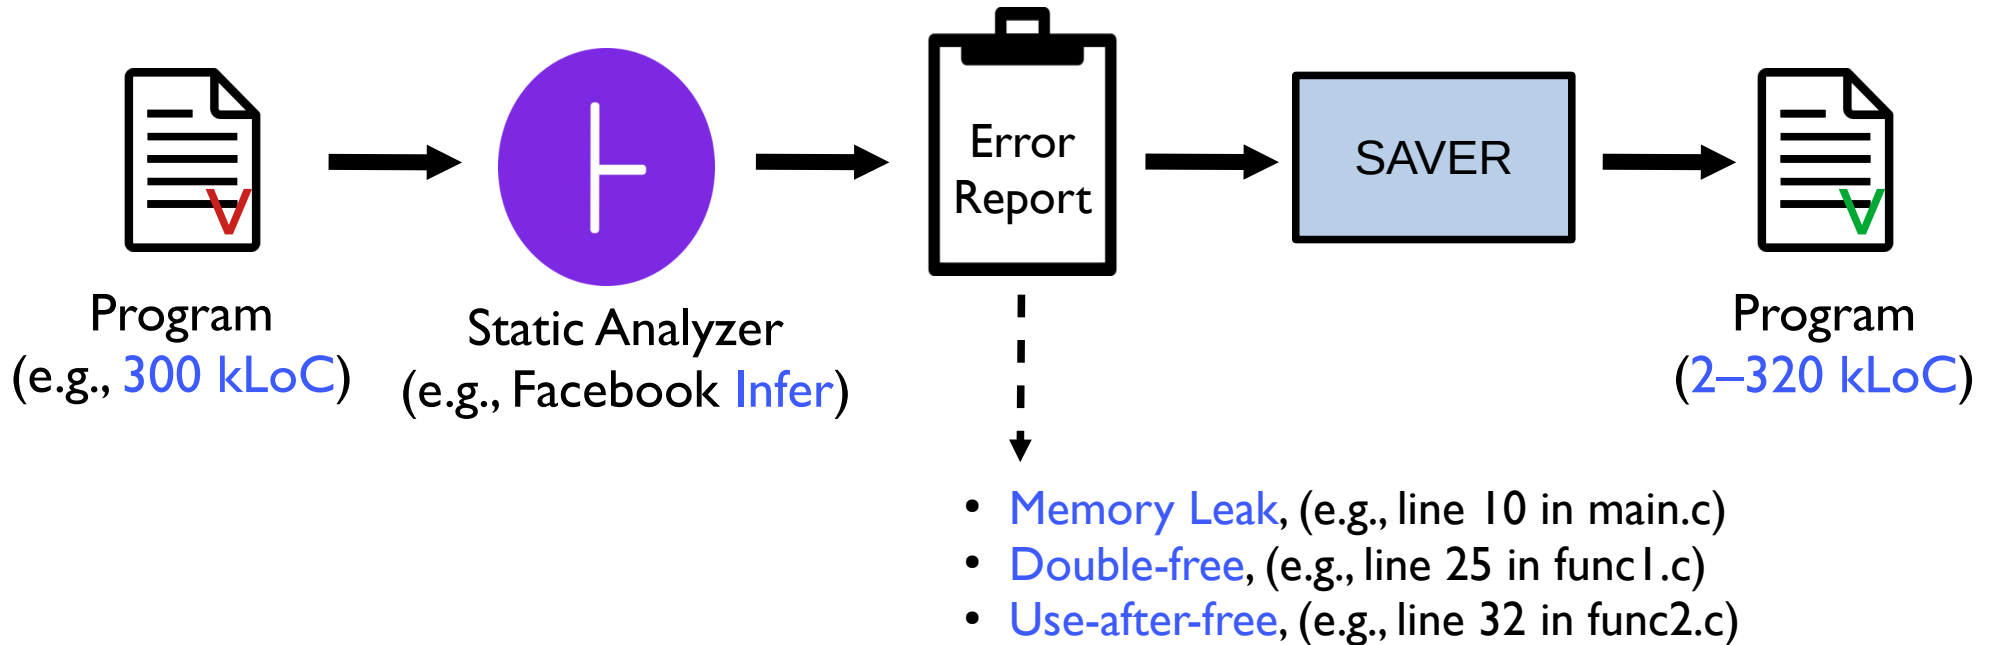 V
Program
(e.g., 300 kLoC)
Static Analyzer
(e.g., Facebook Infer)
Error
Report
SAVER
V
Program
(2–320 kLoC)
• Memory Leak, (e.g., line 10 in main.c)
• Double-free, (e.g., line 25 in func1.c)
• Use-after-free, (e.g., line 32 in func2.c)